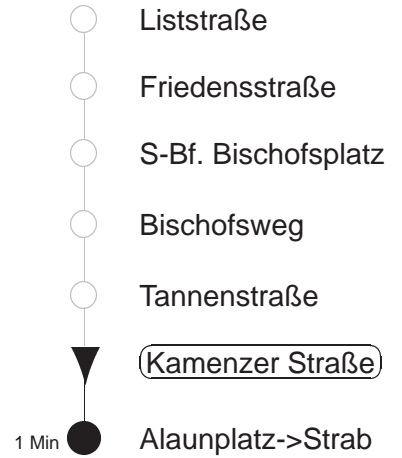 Liststraße
Friedensstraße
S-Bf. Bischofsplatz
Bischofsweg
Tannenstraße
Kamenzer Straße
1 Min Alaunplatz->Strab